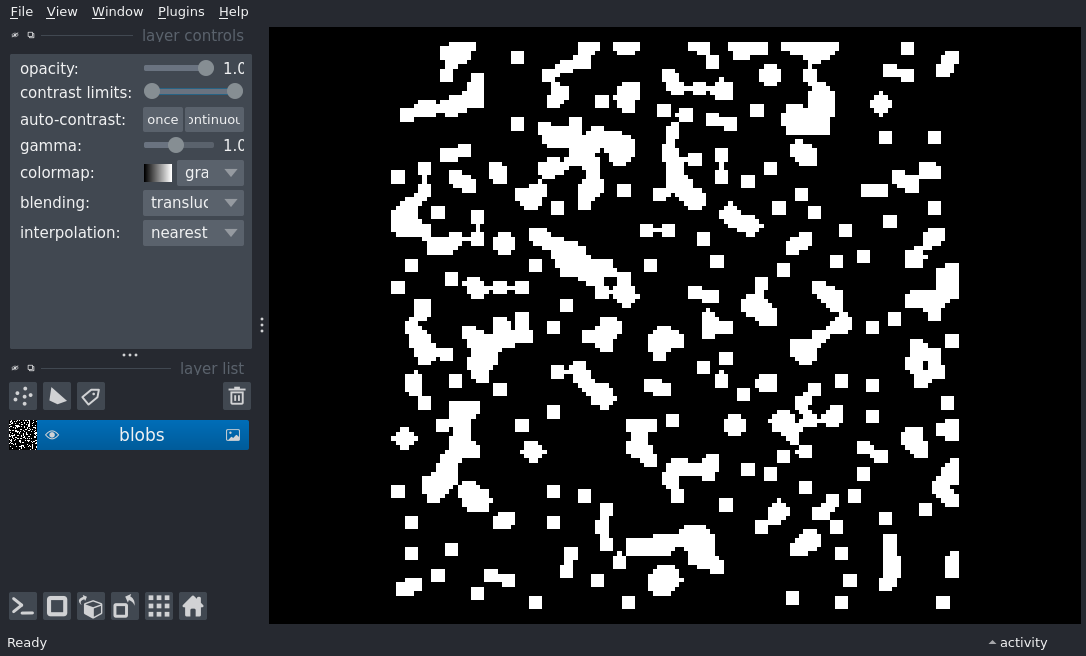 File View Window Plugins Help
layer controls
opacity: 1.0
contrast limits:
auto-contrast: once ontinuou
gamma: 1.0
colormap: gra
blending: transluc
interpolation: nearest
layer list
blobs
Ready activity